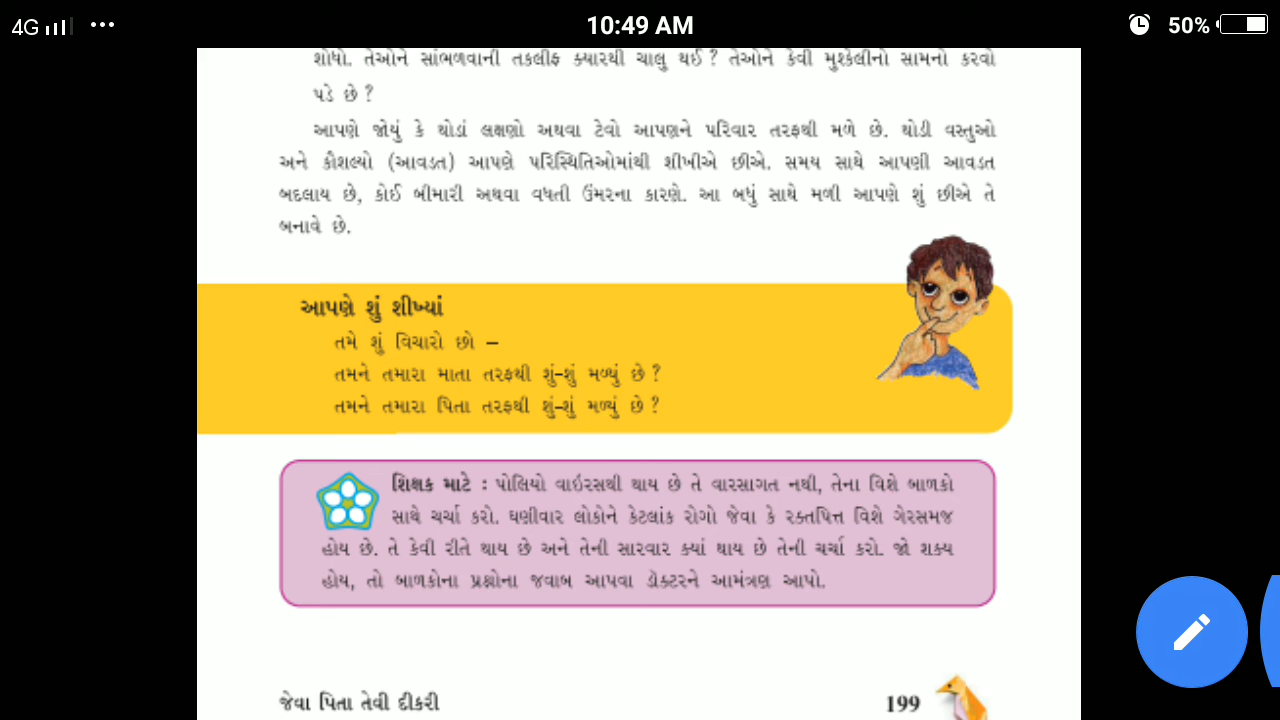 4G 10:49 AM 50%
શોધો. તેઓને સાંભળવાની તકલીફ ક્યારથી ચાલુ થઈ ? તેઓને કેવી મુશ્કેલીનો સામનો કરવો
પડે છે ?
આપણે જોયું કે થોડાં લક્ષણો અથવા ટેવો આપણને પરિવાર તરફથી મળે છે. થોડી વસ્તુઓ
અને કૌશલ્યો (આવડત) આપણે પરિસ્થિતિઓમાંથી શીખીએ છીએ. સમય સાથે આપણી આવડત
બદલાય છે, કોઈ બીમારી અથવા વધતી ઉંમરના કારણે. આ બધું સાથે મળી આપણે શું છીએ તે
બનાવે છે.
આપણે શું શીખ્યાં
તમે શું વિચારો છો –
તમને તમારા માતા તરફથી શું-શું મળ્યું છે ?
તમને તમારા પિતા તરફથી શું-શું મળ્યું છે ?
શિક્ષક માટે : પોલિયો વાઇરસથી થાય છે તે વારસાગત નથી, તેના વિશે બાળકો
સાથે ચર્ચા કરો. ઘણીવાર લોકોને કેટલાંક રોગો જેવા કે રક્તપિત્ત વિશે ગેરસમજ
હોય છે. તે કેવી રીતે થાય છે અને તેની સારવાર ક્યાં થાય છે તેની ચર્ચા કરો. જો શક્ય
હોય, તો બાળકોના પ્રશ્નોના જવાબ આપવા ડૉક્ટરને આમંત્રણ આપો.
જેવા પિતા તેવી દીકરી 199